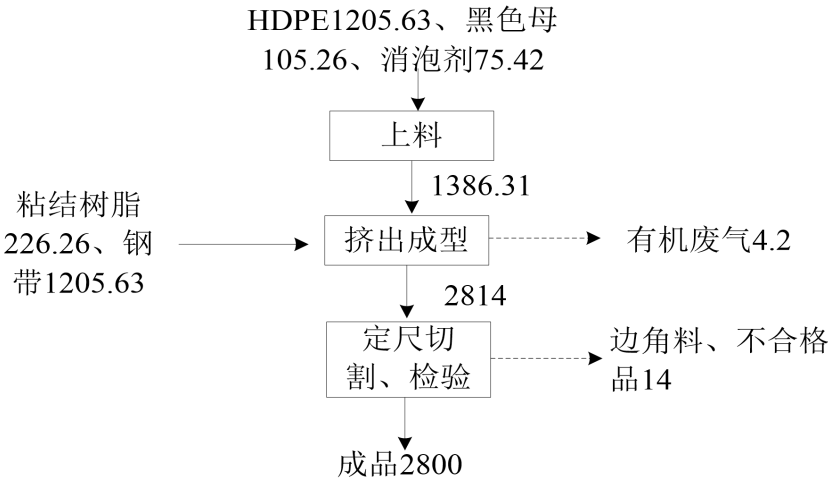 HDPE1205.63、黑色母
105.26、消泡剂75.42
上料
1386.31
粘结树脂
226.26、钢
带1205.63
挤出成型
有机废气4.2
2814
定尺切
割、检验
边角料、不合格
品14
成品2800